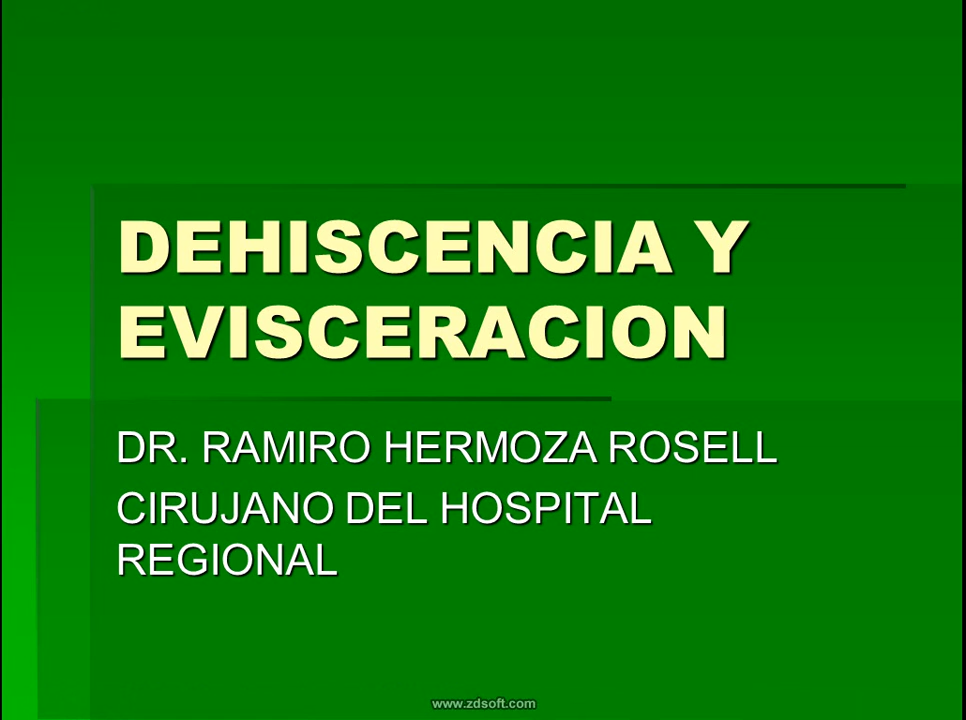 DEHISCENCIA Y
EVISCERACION
DR. RAMIRO HERMOZA ROSELL
CIRUJANO DEL HOSPITAL
REGIONAL
www.zdsoft.com